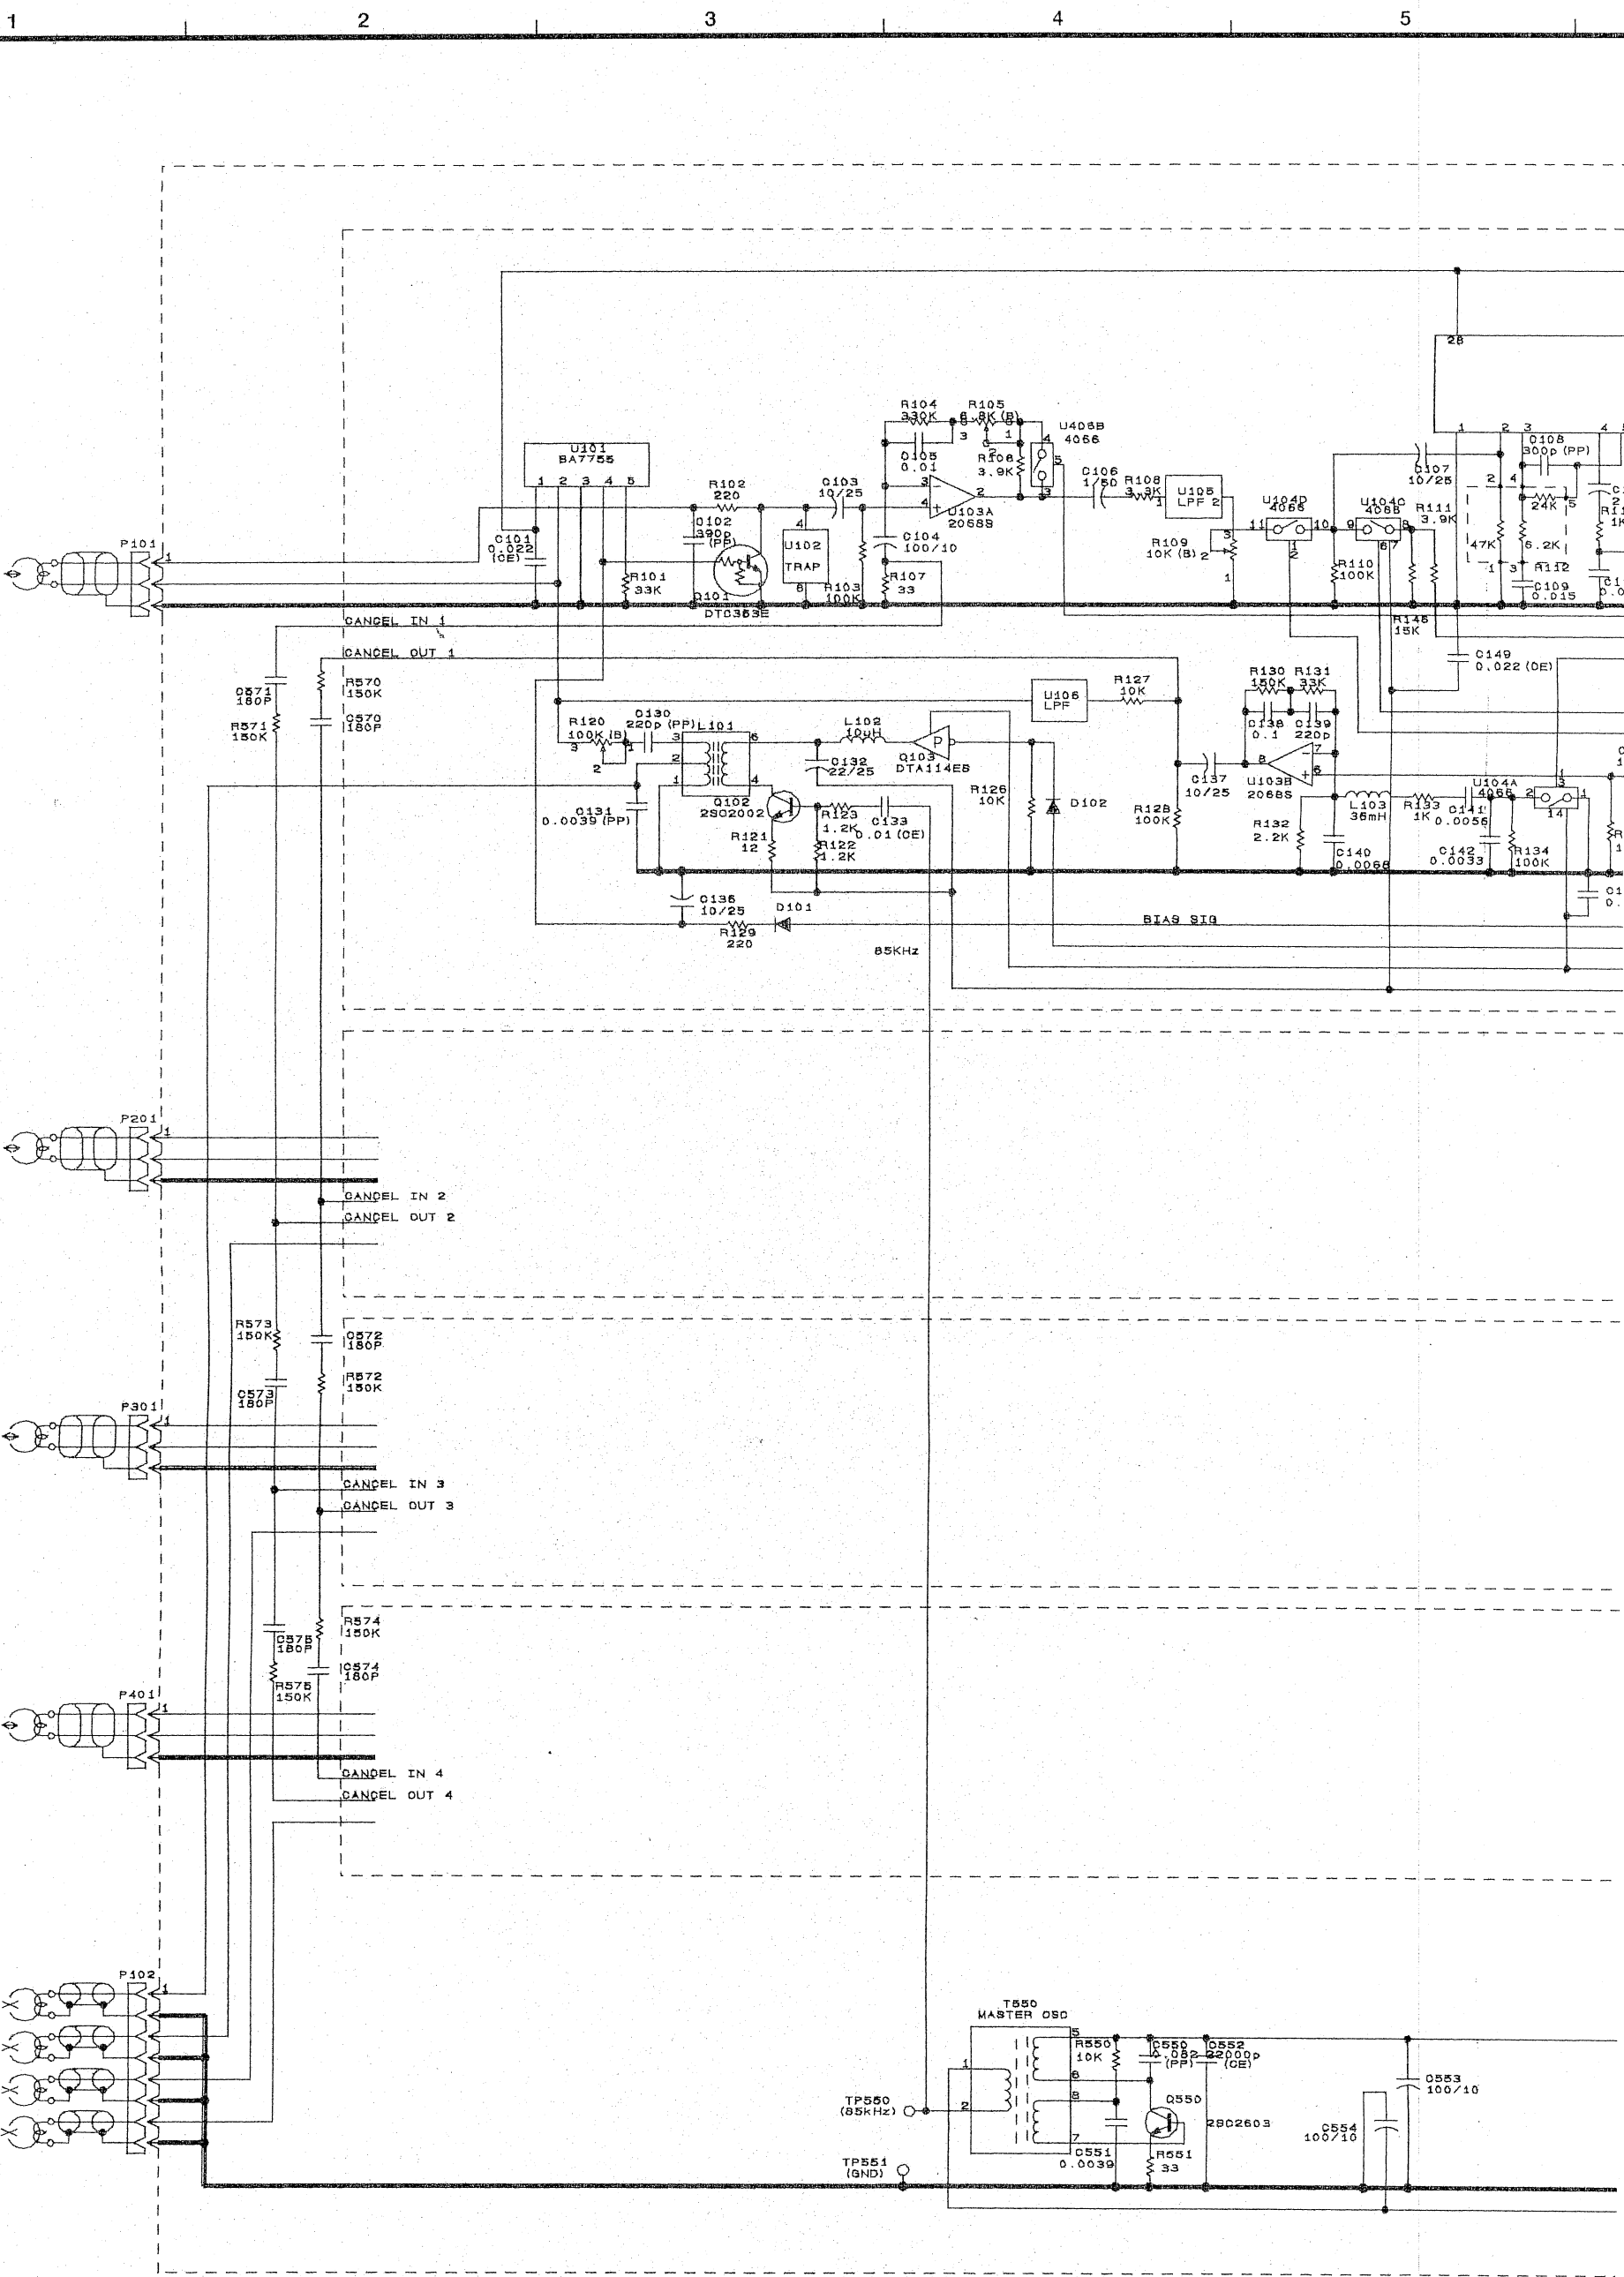 1 2 3 4 5
28
R104
330K
R105
6.8K (B)
U406B
4066
C105
0.01
R106
3.9K
U101
BA7755
1 2 3 4 5
R102
220
C103
10/25
C102
390p
(PP)
U102
TRAP
U103A
2068S
C104
100/10
C106
1/50
R108
3.3K
U105
LPF
R109
10K (B)
U104D
4066
U104C
4066
C107
10/25
R111
3.9K
C108
300p (PP)
24K
47K
6.2K
R112
C109
0.015
R110
100K
P101
1
C101
0.022
(CE)
R101
33K
Q101
DTC363E
R103
100K
R107
33
R146
15K
C149
0.022 (CE)
CANCEL IN 1
CANCEL OUT 1
C571
180P
R571
150K
R570
150K
C570
180P
R120
100K (B)
C130
220p (PP)
L101
L102
10uH
Q103
DTA114ES
P
U106
LPF
R127
10K
R130
150K
R131
33K
C138
0.1
C139
220p
C137
10/25
U103B
2068S
C132
22/25
C131
0.0039 (PP)
Q102
2SC2002
R121
12
R123
1.2K
R122
1.2K
C133
0.01 (CE)
R126
10K
D102
R128
100K
L103
36mH
R132
2.2K
R133
1K
C141
0.0056
U104A
4066
C140
0.0068
C142
0.0033
R134
100K
C135
10/25
R129
220
D101
BIAS SIG
85KHz
P201
1
CANCEL IN 2
CANCEL OUT 2
R573
150K
C572
180P
C573
180P
R572
150K
P301
1
CANCEL IN 3
CANCEL OUT 3
C575
180P
R574
150K
R575
150K
C574
180P
P401
1
CANCEL IN 4
CANCEL OUT 4
P102
1
T550
MASTER OSC
R550
10K
C550
0.082
(PP)
C552
22000p
(CE)
C553
100/10
TP550
(85kHz)
Q550
2SC2603
C554
100/10
C551
0.0039
R551
33
TP551
(GND)